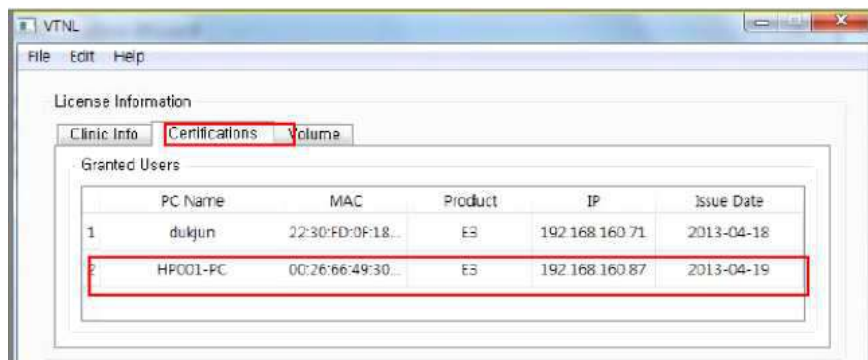 VTNL
File Edit Help
License Information
Clinic Info Certifications Volume
Granted Users
PC Name MAC Product IP Issue Date
1 dukjun 22:30:FD:0F:18... E3 192.168.160.71 2013-04-18
2 HP001-PC 00:26:66:49:30... E3 192.168.160.87 2013-04-19